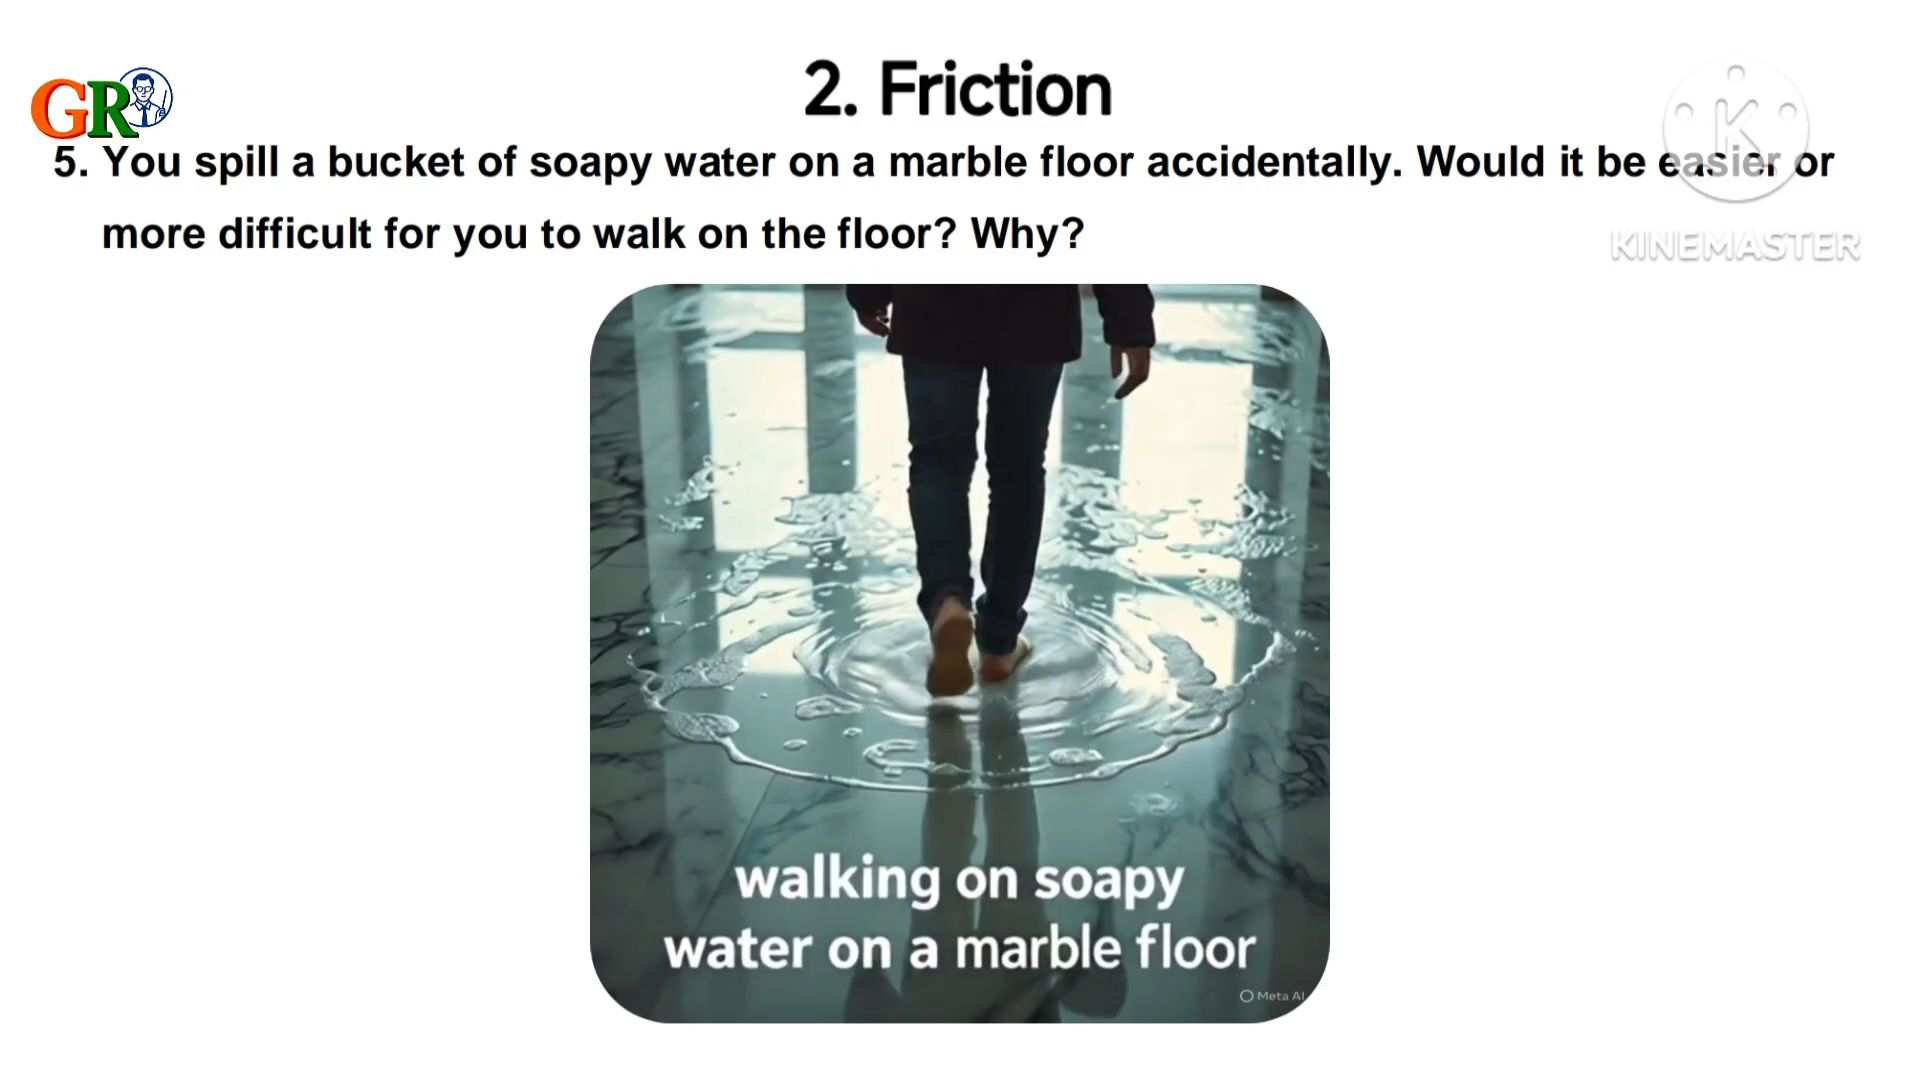 2. Friction
GR
5. You spill a bucket of soapy water on a marble floor accidentally. Would it be easier or
more difficult for you to walk on the floor? Why?
K
KINEMASTER
walking on soapy
water on a marble floor
Meta AI